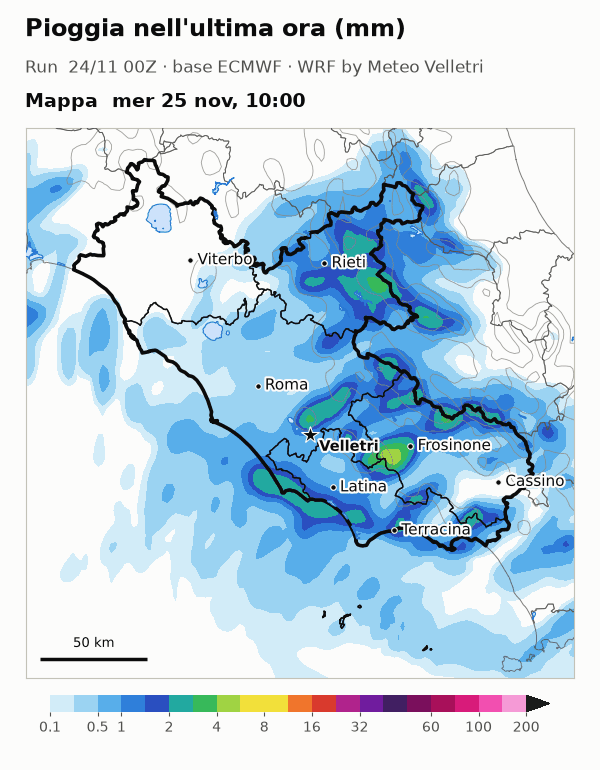 Pioggia nell'ultima ora (mm)
Run  24/11 00Z · base ECMWF · WRF by Meteo Velletri
Mappa  mer 25 nov, 10:00
Viterbo
Rieti
Roma
Velletri
Frosinone
Latina
Cassino
Terracina
50 km
0.1 0.5 1 2 4 8 16 32 60 100 200